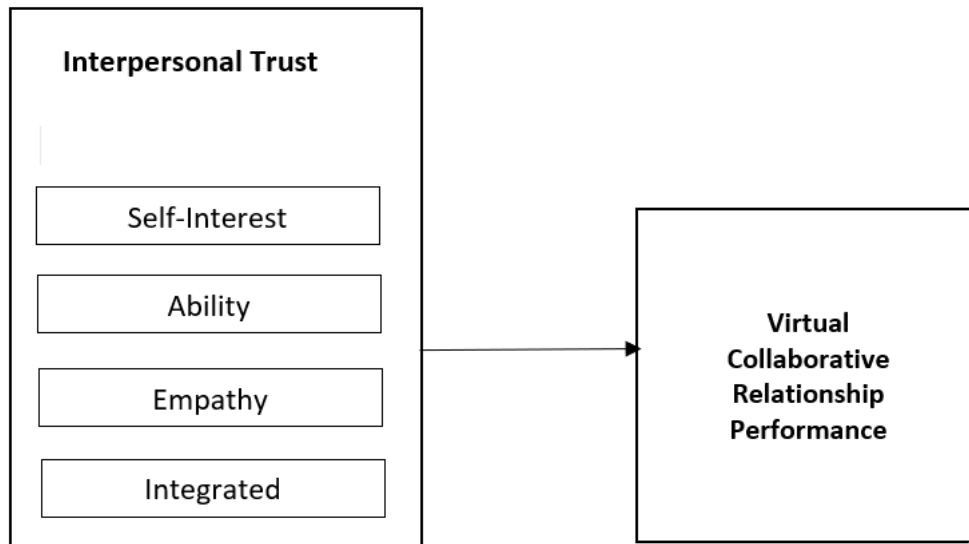 Interpersonal Trust
Self-Interest
Ability
Empathy
Integrated
Virtual
Collaborative
Relationship
Performance